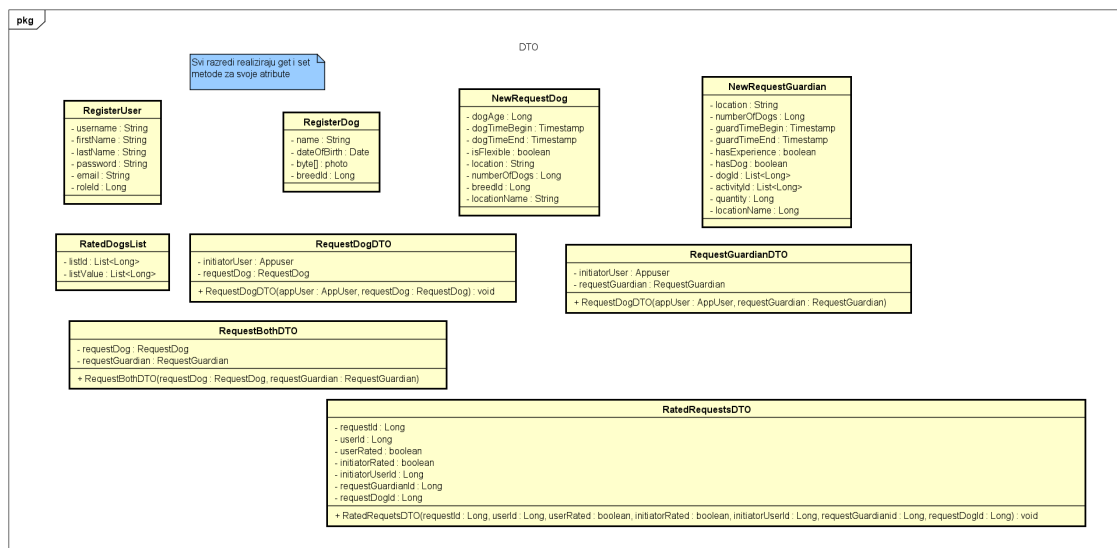 pkg
DTO
Svi razredi realiziraju get i set
metode za svoje atribute
RegisterUser
- username : String
- firstName : String
- lastName : String
- password : String
- email : String
- roleId : Long
RegisterDog
- name : String
- dateOfBirth : Date
- byte[] : photo
- breedId : Long
NewRequestDog
- dogAge : Long
- dogTimeBegin : Timestamp
- dogTimeEnd : Timestamp
- isFlexible : boolean
- location : String
- numberOfDogs : Long
- breedId : Long
- locationName : String
NewRequestGuardian
- location : String
- numberOfDogs : Long
- guardTimeBegin : Timestamp
- guardTimeEnd : Timestamp
- hasExperience : boolean
- hasDog : boolean
- dogId : List<Long>
- activityId : List<Long>
- quantity : Long
- locationName : Long
RatedDogsList
- listId : List<Long>
- listValue : List<Long>
RequestDogDTO
- initiatorUser : Appuser
- requestDog : RequestDog
+ RequestDogDTO(appUser : AppUser, requestDog : RequestDog) : void
RequestGuardianDTO
- initiatorUser : Appuser
- requestGuardian : RequestGuardian
+ RequestDogDTO(appUser : AppUser, requestGuardian : RequestGuardian)
RequestBothDTO
- requestDog : RequestDog
- requestGuardian : RequestGuardian
+ RequestBothDTO(requestDog : RequestDog, requestGuardian : RequestGuardian)
RatedRequestsDTO
- requestId : Long
- userId : Long
- userRated : boolean
- initiatorRated : boolean
- initiatorUserId : Long
- requestGuardianId : Long
- requestDogId : Long
+ RatedRequetsDTO(requestId : Long, userId : Long, userRated : boolean, initiatorRated : boolean, initiatorUserId : Long, requestGuardianid : Long, requestDogId : Long) : void